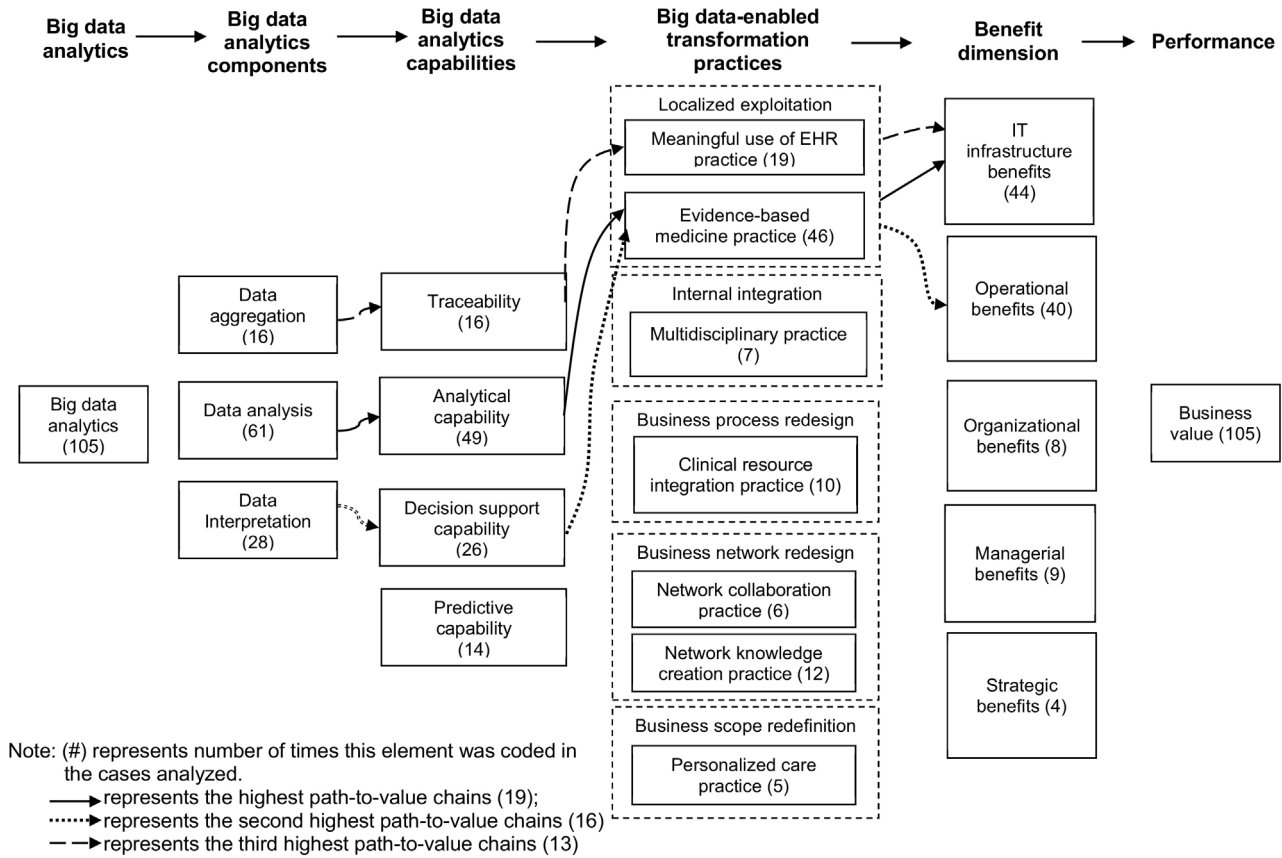 Big data
analytics
Big data
analytics
components
Big data
analytics
capabilities
Big data-enabled
transformation
practices
Benefit
dimension
Performance
Big data
analytics
(105)
Data
aggregation
(16)
Data analysis
(61)
Data
Interpretation
(28)
Traceability
(16)
Analytical
capability
(49)
Decision support
capability
(26)
Predictive
capability
(14)
Localized exploitation
Meaningful use of EHR
practice (19)
Evidence-based
medicine practice (46)
Internal integration
Multidisciplinary practice
(7)
Business process redesign
Clinical resource
integration practice (10)
Business network redesign
Network collaboration
practice (6)
Network knowledge
creation practice (12)
Business scope redefinition
Personalized care
practice (5)
IT
infrastructure
benefits
(44)
Operational
benefits (40)
Organizational
benefits (8)
Managerial
benefits (9)
Strategic
benefits (4)
Business
value (105)
Note: (#) represents number of times this element was coded in
the cases analyzed.
represents the highest path-to-value chains (19);
represents the second highest path-to-value chains (16)
represents the third highest path-to-value chains (13)